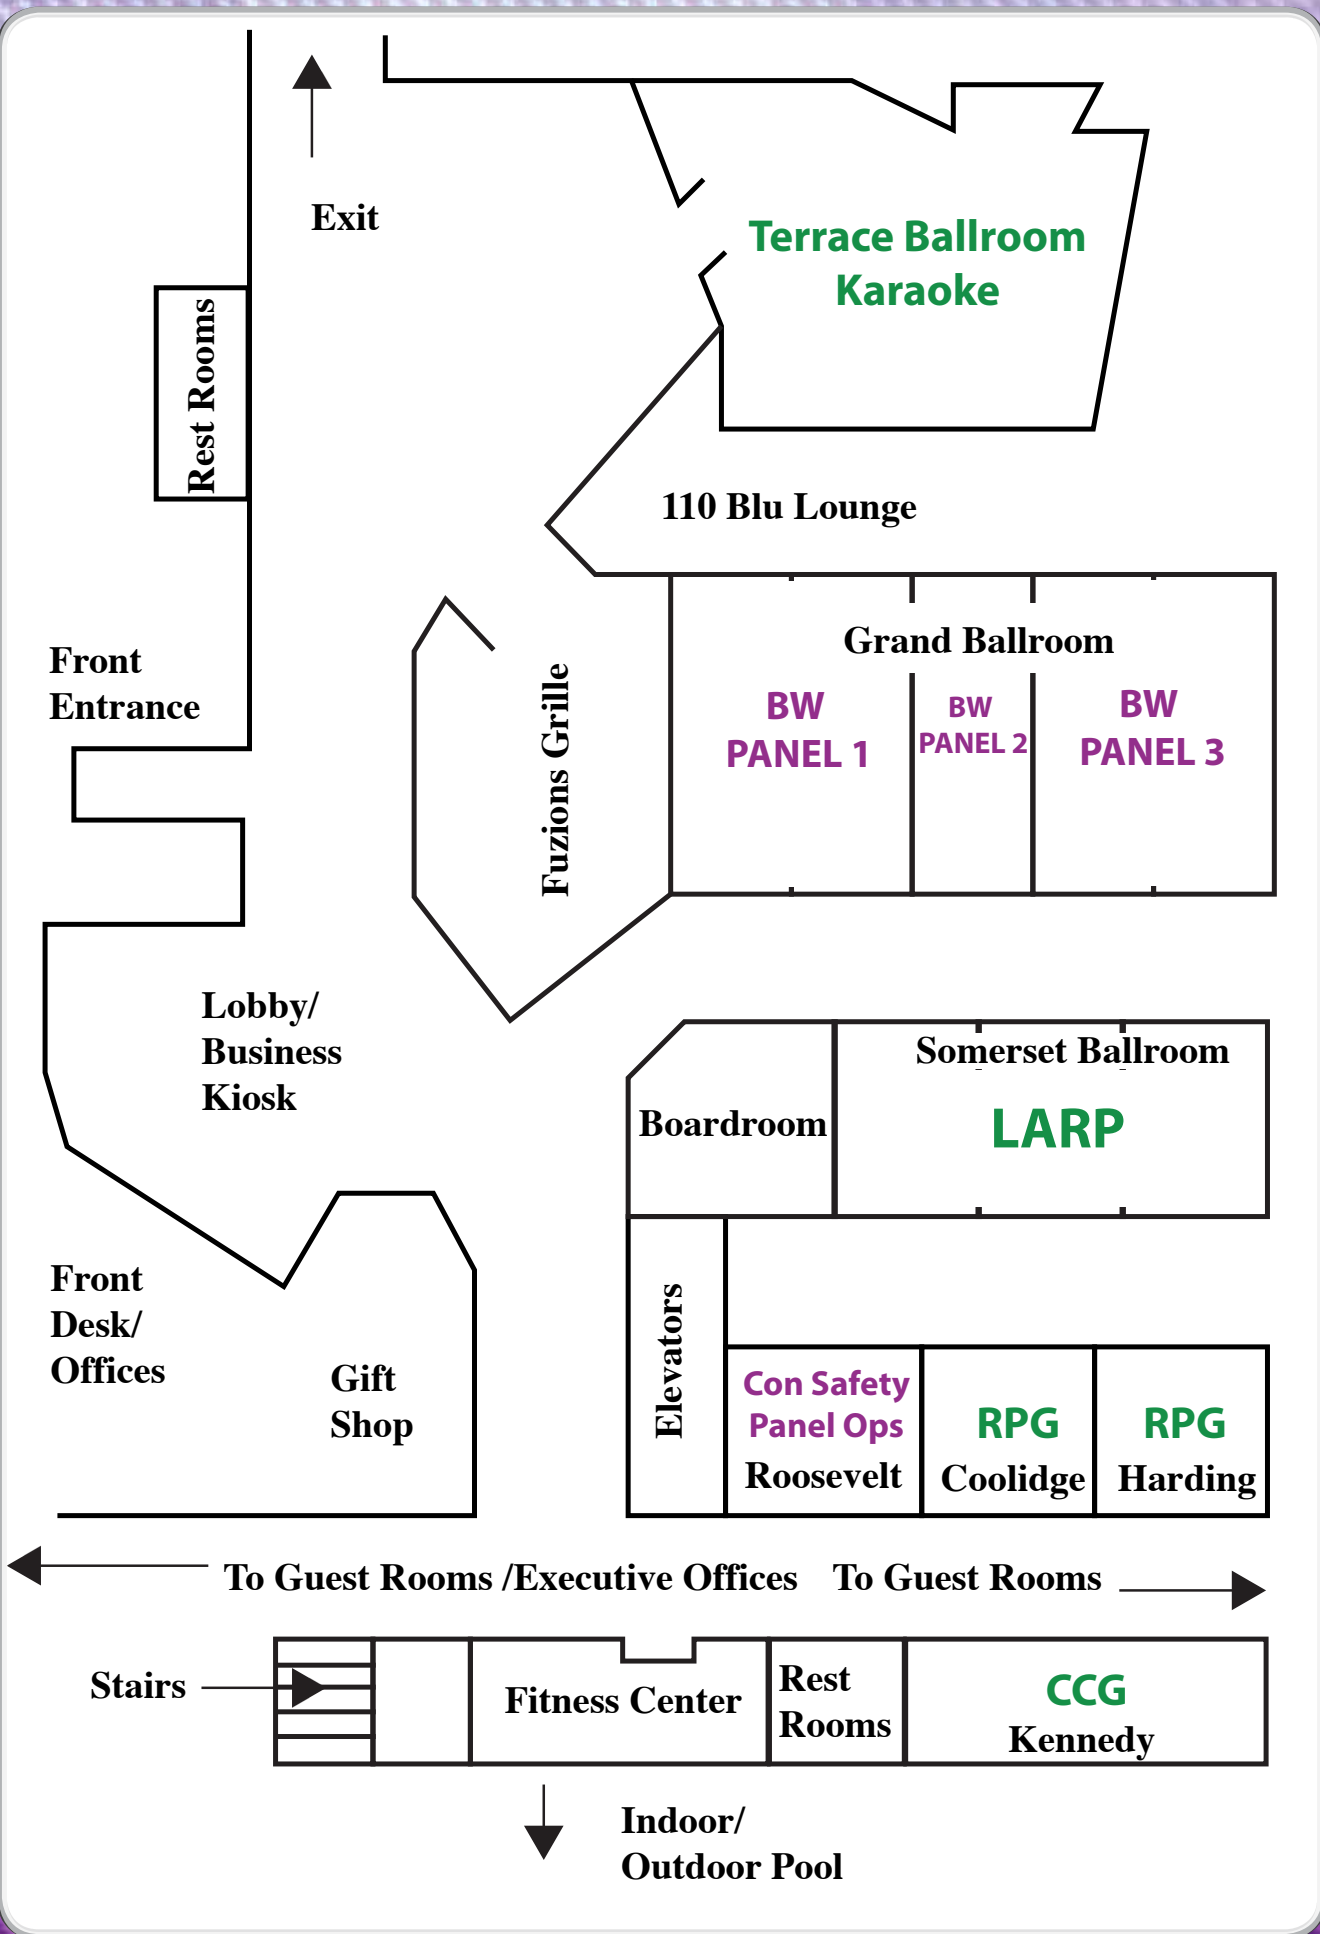 Exit
Terrace Ballroom
Karaoke
Rest Rooms
110 Blu Lounge
Front
Entrance
Fuzions Grille
Grand Ballroom
BW
PANEL 1
BW
PANEL 2
BW
PANEL 3
Lobby/
Business
Kiosk
Boardroom
Somerset Ballroom
LARP
Front
Desk/
Offices
Gift
Shop
Elevators
Con Safety
Panel Ops
Roosevelt
RPG
Coolidge
RPG
Harding
To Guest Rooms /Executive Offices
To Guest Rooms
Stairs
Fitness Center
Rest
Rooms
CCG
Kennedy
Indoor/
Outdoor Pool